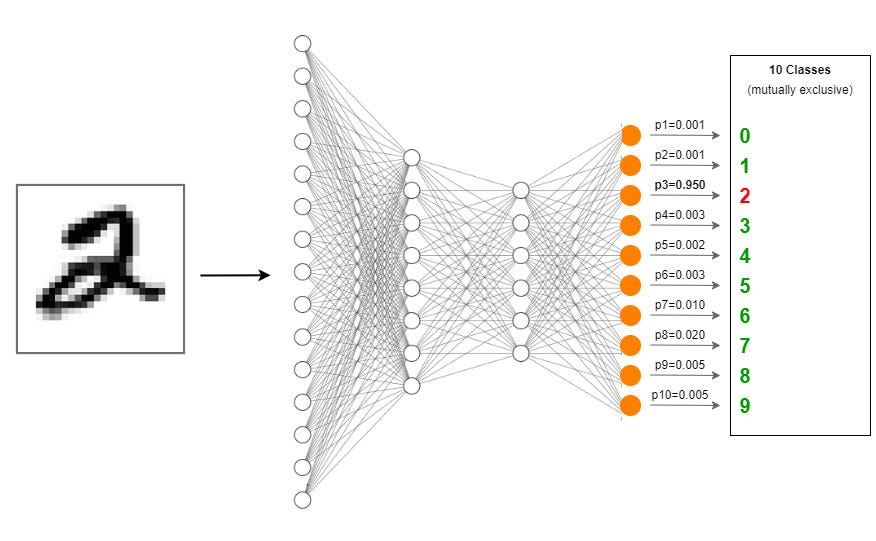 10 Classes
(mutually exclusive)
p1=0.001 0
p2=0.001 1
p3=0.950 2
p4=0.003 3
p5=0.002 4
p6=0.003 5
p7=0.010 6
p8=0.020 7
p9=0.005 8
p10=0.005 9
2